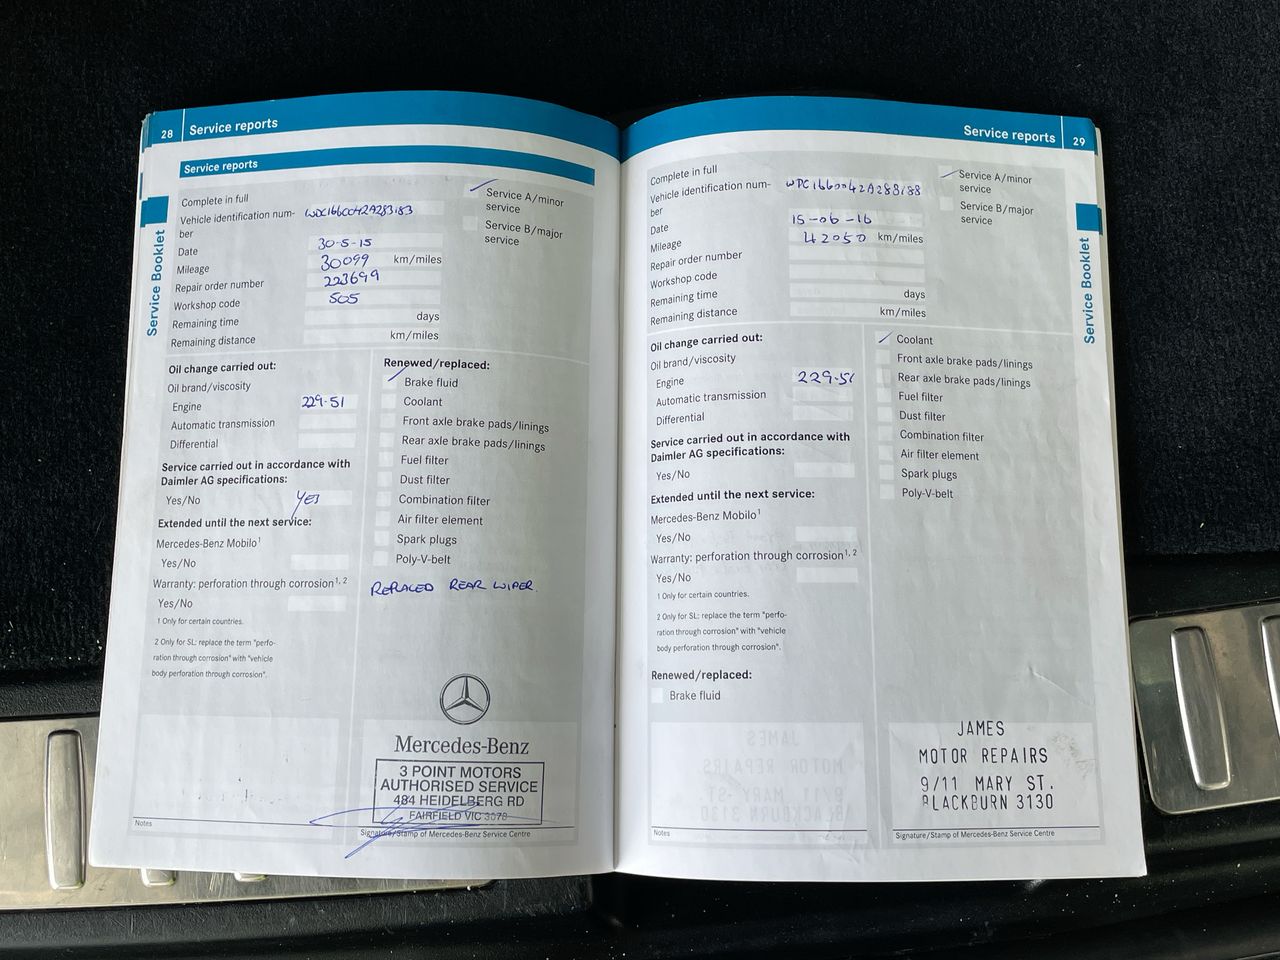 28 Service reports
Service reports
Complete in full
Vehicle identification num-
ber
WDC1660042A283183
Date 30-5-15
Mileage 30099 km/miles
Repair order number 223699
Workshop code 505
Remaining time days
Remaining distance km/miles
Service A/minor
service
Service B/major
service
Oil change carried out:
Oil brand/viscosity
Engine 229.51
Automatic transmission
Differential
Service carried out in accordance with
Daimler AG specifications:
Yes/No YES
Extended until the next service:
Mercedes-Benz Mobilo¹
Yes/No
Warranty: perforation through corrosion¹, ²
Yes/No
1 Only for certain countries.
2 Only for SL: replace the term "perfo-
ration through corrosion" with "vehicle
body perforation through corrosion".
Renewed/replaced:
Brake fluid
Coolant
Front axle brake pads/linings
Rear axle brake pads/linings
Fuel filter
Dust filter
Combination filter
Air filter element
Spark plugs
Poly-V-belt
REPLACED REAR WIPER.
Mercedes-Benz
3 POINT MOTORS
AUTHORISED SERVICE
484 HEIDELBERG RD
FAIRFIELD VIC 3078
Notes
Signature/Stamp of Mercedes-Benz Service Centre
Service Booklet
Service reports 29
Complete in full
Vehicle identification num-
ber
Date 15-06-16
Mileage 42050 km/miles
Repair order number
Workshop code
Remaining time days
Remaining distance km/miles
Service A/minor
service
Service B/major
service
Oil change carried out:
Oil brand/viscosity
Engine 229.51
Automatic transmission
Differential
Service carried out in accordance with
Daimler AG specifications:
Yes/No
Extended until the next service:
Mercedes-Benz Mobilo¹
Yes/No
Warranty: perforation through corrosion¹, ²
Yes/No
1 Only for certain countries.
2 Only for SL: replace the term "perfo-
ration through corrosion" with "vehicle
body perforation through corrosion".
Renewed/replaced:
Brake fluid
Coolant
Front axle brake pads/linings
Rear axle brake pads/linings
Fuel filter
Dust filter
Combination filter
Air filter element
Spark plugs
Poly-V-belt
JAMES
MOTOR REPAIRS
9/11 MARY ST.
BLACKBURN 3130
Notes
Signature/Stamp of Mercedes-Benz Service Centre
Service Booklet